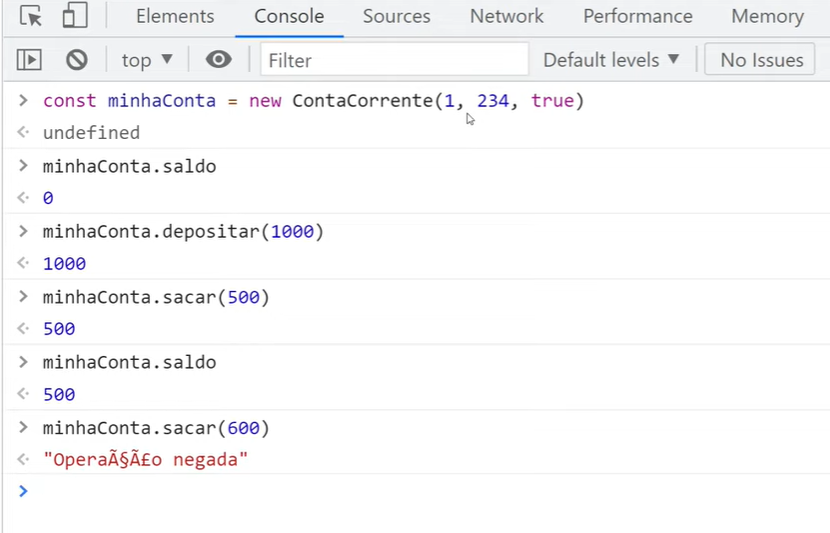 Elements Console Sources Network Performance Memory
top Filter Default levels No Issues
const minhaConta = new ContaCorrente(1, 234, true)
undefined
minhaConta.saldo
0
minhaConta.depositar(1000)
1000
minhaConta.sacar(500)
500
minhaConta.saldo
500
minhaConta.sacar(600)
"OperaÃ§Ã£o negada"